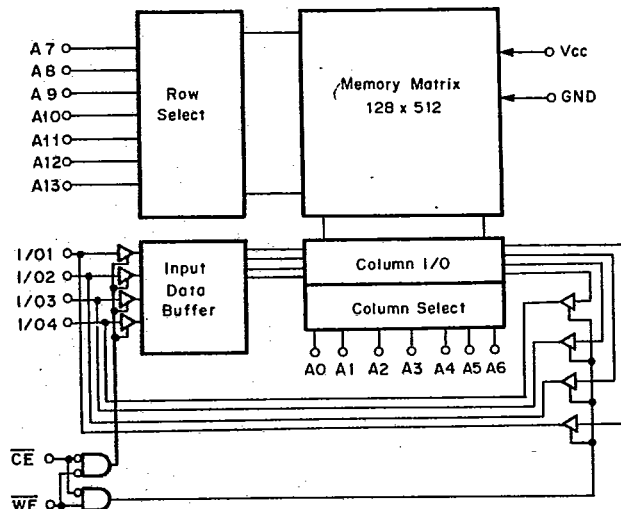 A7
A8
A9
A10
A11
A12
A13
Row
Select
Memory Matrix
128 x 512
Vcc
GND
I/O1
I/O2
I/O3
I/O4
Input
Data
Buffer
Column I/O
Column Select
A0 A1 A2 A3 A4 A5 A6
CE
WE